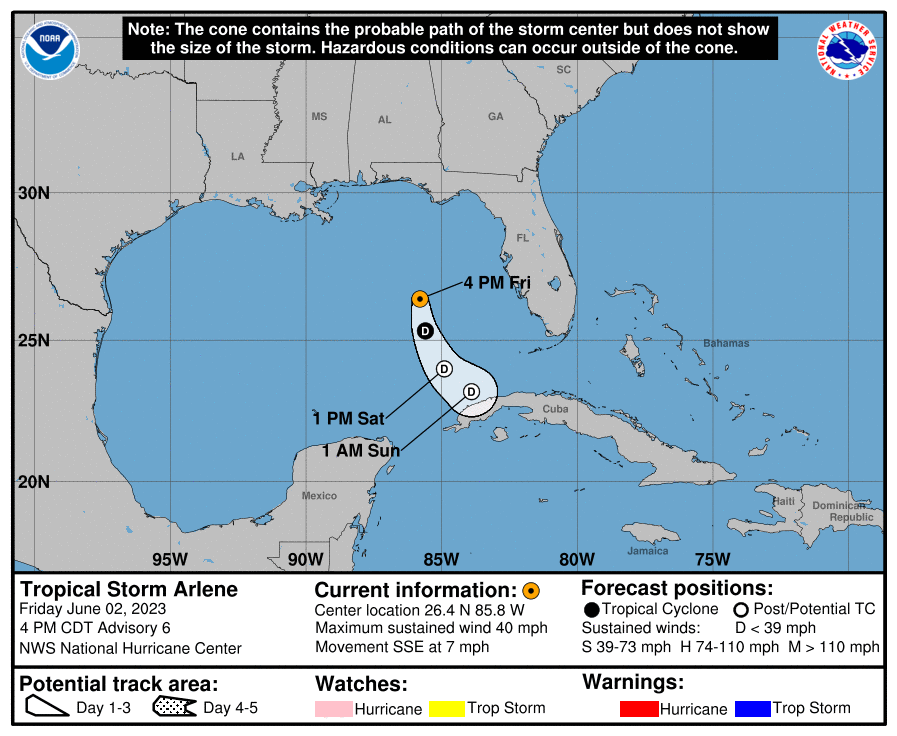 Note: The cone contains the probable path of the storm center but does not show
the size of the storm. Hazardous conditions can occur outside of the cone.
NOAA
NATIONAL WEATHER SERVICE
SC
MS
AL
GA
LA
30N
FL
4 PM Fri
D
25N
Bahamas
D
D
1 PM Sat
Cuba
1 AM Sun
20N
Mexico
Haiti
Dominican
Republic
Jamaica
95W
90W
85W
80W
75W
Tropical Storm Arlene
Friday June 02, 2023
4 PM CDT Advisory 6
NWS National Hurricane Center
Current information:
Center location 26.4 N 85.8 W
Maximum sustained wind 40 mph
Movement SSE at 7 mph
Forecast positions:
Tropical Cyclone Post/Potential TC
Sustained winds: D < 39 mph
S 39-73 mph H 74-110 mph M > 110 mph
Potential track area:
Day 1-3 Day 4-5
Watches:
Hurricane Trop Storm
Warnings:
Hurricane Trop Storm